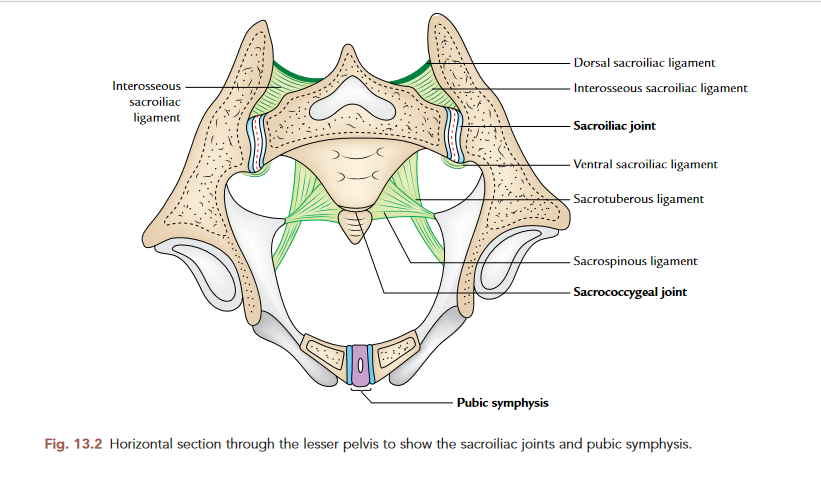 Interosseous
sacroiliac
ligament
Dorsal sacroiliac ligament
Interosseous sacroiliac ligament
Sacroiliac joint
Ventral sacroiliac ligament
Sacrotuberous ligament
Sacrospinous ligament
Sacrococcygeal joint
Pubic symphysis
Fig. 13.2 Horizontal section through the lesser pelvis to show the sacroiliac joints and pubic symphysis.